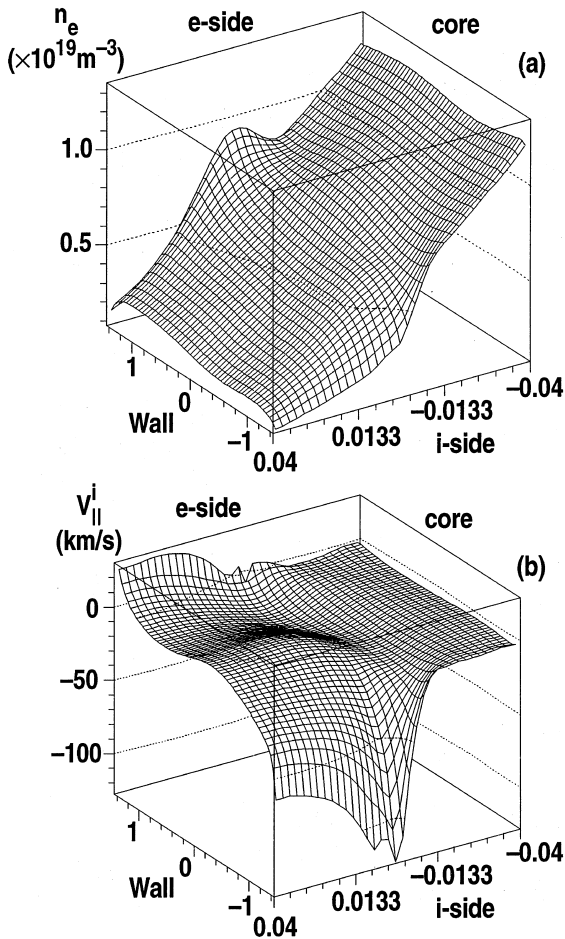 nₑ
(×10¹⁹m⁻³)
e-side
core
(a)
1.0
0.5
1
0
−1
Wall
0.04
0.0133
−0.0133
−0.04
i-side
V∥ⁱ
(km/s)
e-side
core
(b)
0
−50
−100
1
0
−1
Wall
0.04
0.0133
−0.0133
−0.04
i-side